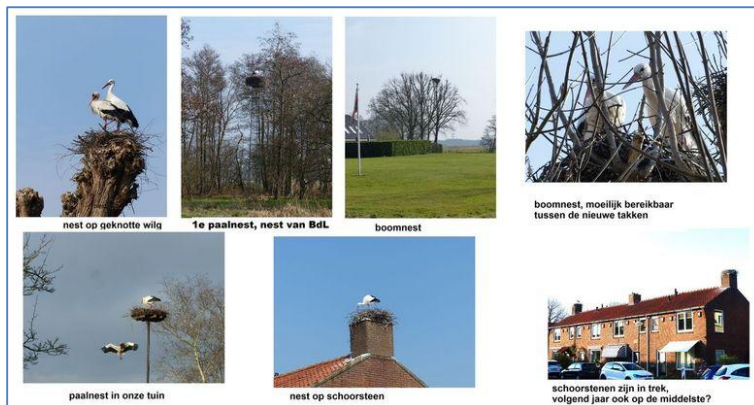 nest op geknotte wilg
1e paalnest, nest van BdL
boomnest
boomnest, moeilijk bereikbaar
tussen de nieuwe takken
paalnest in onze tuin
nest op schoorsteen
schoorstenen zijn in trek,
volgend jaar ook op de middelste?